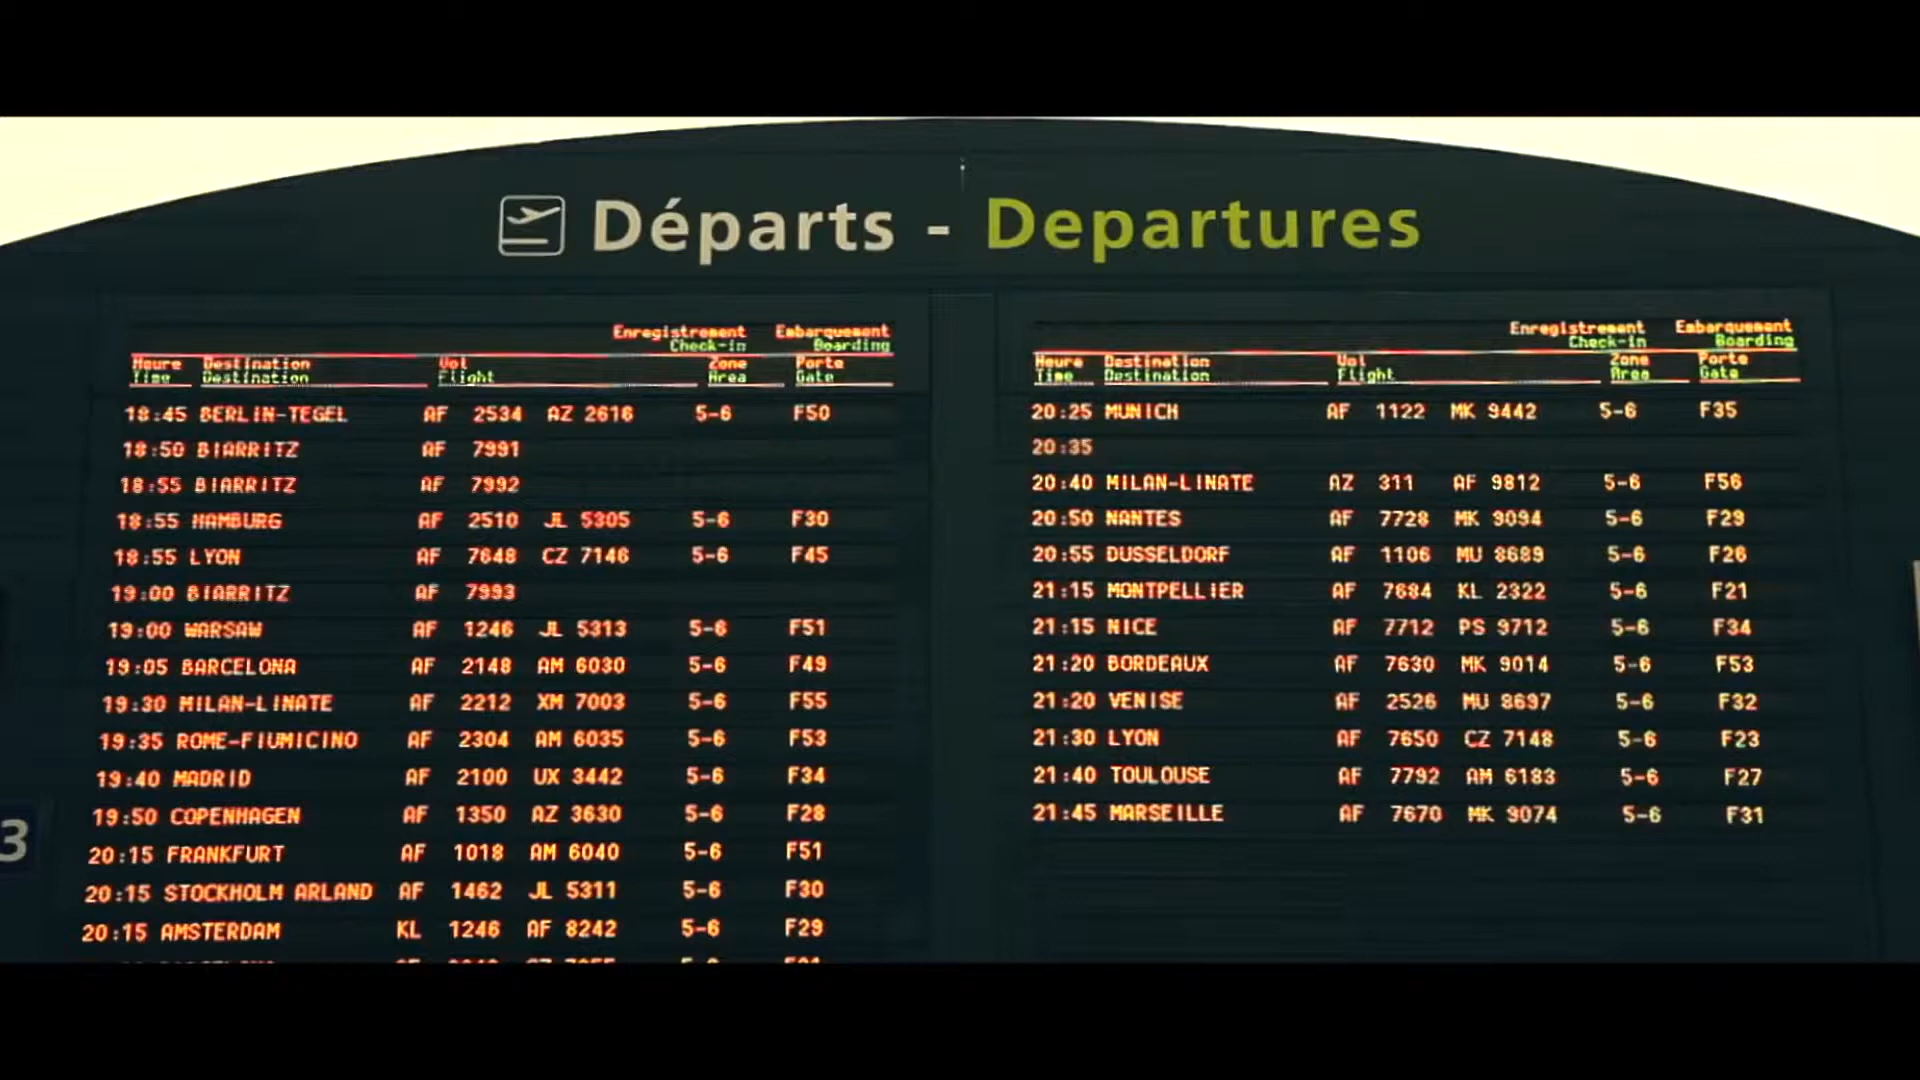 Départs - Departures
Enregistrement Embarquement
Check-in Boarding
Heure Destination Vol Zone Porte
Time Destination Flight Area Gate
18:45 BERLIN-TEGEL AF 2534 AZ 2616 5-6 F50
18:50 BIARRITZ AF 7991
18:55 BIARRITZ AF 7992
18:55 HAMBURG AF 2510 JL 5305 5-6 F30
18:55 LYON AF 7648 CZ 7146 5-6 F45
19:00 BIARRITZ AF 7993
19:00 WARSAW AF 1246 JL 5313 5-6 F51
19:05 BARCELONA AF 2148 AM 6030 5-6 F49
19:30 MILAN-LINATE AF 2212 XM 7003 5-6 F55
19:35 ROME-FIUMICINO AF 2304 AM 6035 5-6 F53
19:40 MADRID AF 2100 UX 3442 5-6 F34
19:50 COPENHAGEN AF 1350 AZ 3630 5-6 F28
20:15 FRANKFURT AF 1018 AM 6040 5-6 F51
20:15 STOCKHOLM ARLAND AF 1462 JL 5311 5-6 F30
20:15 AMSTERDAM KL 1246 AF 8242 5-6 F29
Enregistrement Embarquement
Check-in Boarding
Heure Destination Vol Zone Porte
Time Destination Flight Area Gate
20:25 MUNICH AF 1122 MK 9442 5-6 F35
20:35
20:40 MILAN-LINATE AZ 311 AF 9812 5-6 F56
20:50 NANTES AF 7728 MK 9094 5-6 F29
20:55 DUSSELDORF AF 1106 MU 8689 5-6 F26
21:15 MONTPELLIER AF 7684 KL 2322 5-6 F21
21:15 NICE AF 7712 PS 9712 5-6 F34
21:20 BORDEAUX AF 7630 MK 9014 5-6 F53
21:20 VENISE AF 2526 MU 8697 5-6 F32
21:30 LYON AF 7650 CZ 7148 5-6 F23
21:40 TOULOUSE AF 7792 AM 6183 5-6 F27
21:45 MARSEILLE AF 7670 MK 9074 5-6 F31
3